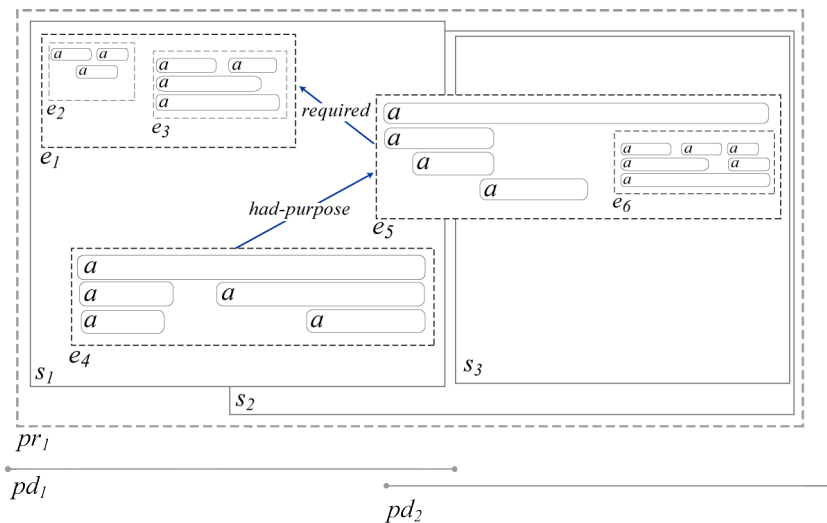 a a
a
e2
a a
a
a
e3
e1
required
a
a
a
a
a a a
a a
a
e6
e5
had-purpose
a
a a
a a
e4
s1
s2
s3
pr1
pd1
pd2